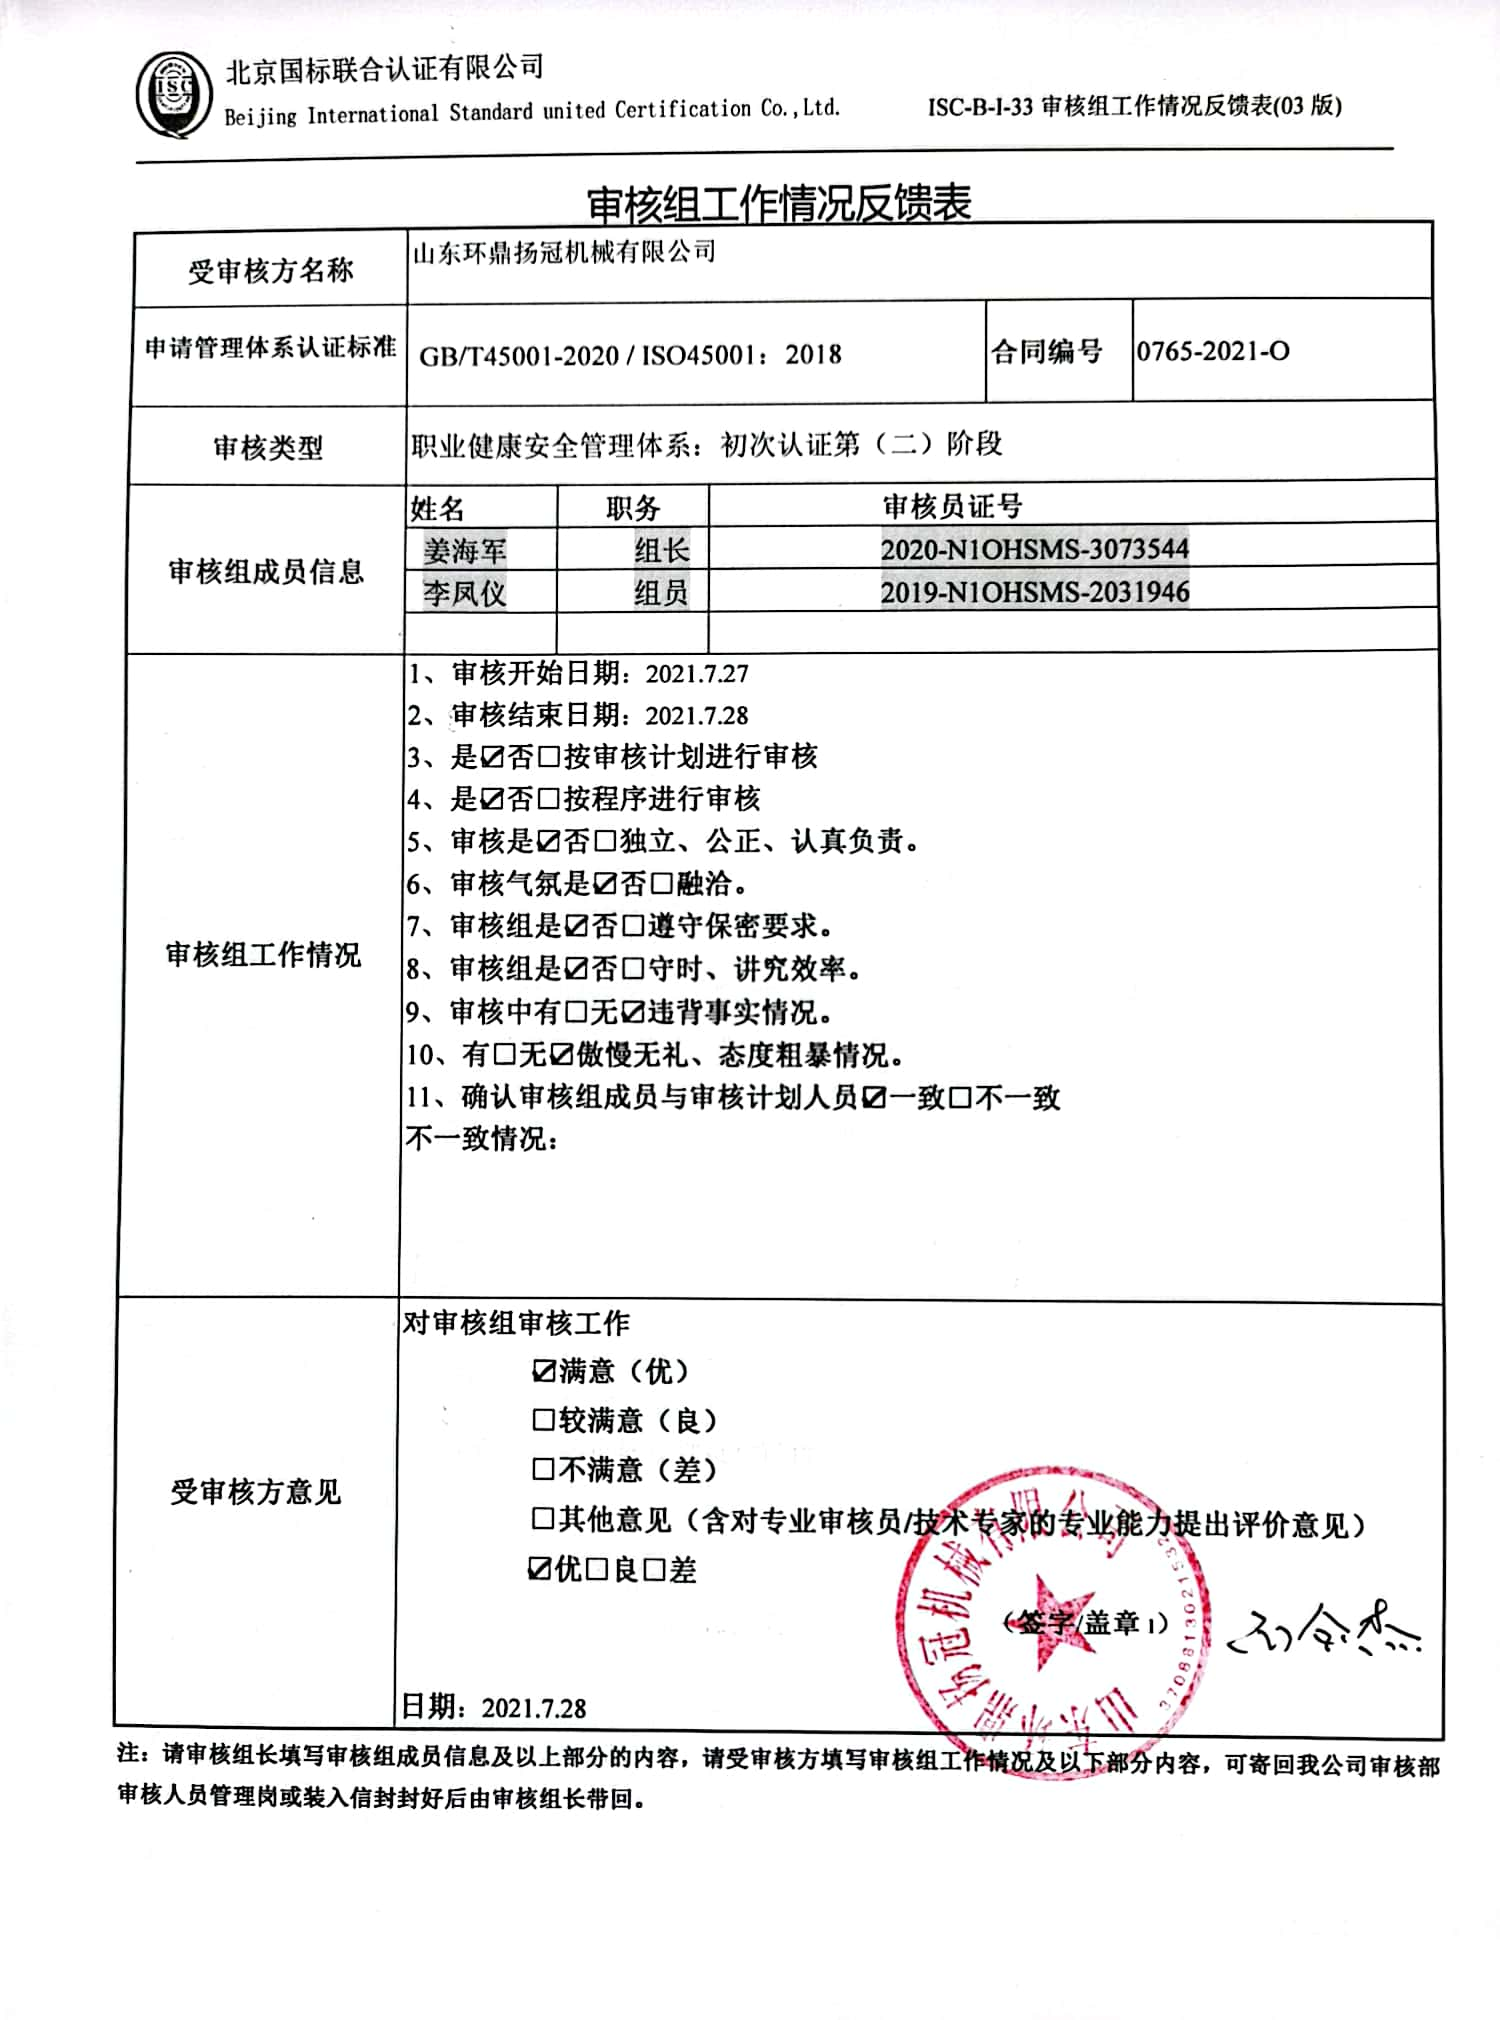 ISC
北京国标联合认证有限公司
Beijing International Standard united Certification Co.,Ltd.
ISC-B-I-33 审核组工作情况反馈表(03 版)
审核组工作情况反馈表
受审核方名称
山东环鼎扬冠机械有限公司
申请管理体系认证标准
GB/T45001-2020 / ISO45001：2018
合同编号
0765-2021-O
审核类型
职业健康安全管理体系：初次认证第（二）阶段
审核组成员信息
姓名 职务 审核员证号
姜海军 组长 2020-N1OHSMS-3073544
李凤仪 组员 2019-N1OHSMS-2031946
审核组工作情况
1、审核开始日期：2021.7.27
2、审核结束日期：2021.7.28
3、是☑否□按审核计划进行审核
4、是☑否□按程序进行审核
5、审核是☑否□独立、公正、认真负责。
6、审核气氛是☑否□融洽。
7、审核组是☑否□遵守保密要求。
8、审核组是☑否□守时、讲究效率。
9、审核中有□无☑违背事实情况。
10、有□无☑傲慢无礼、态度粗暴情况。
11、确认审核组成员与审核计划人员☑一致□不一致
不一致情况：
受审核方意见
对审核组审核工作
☑满意（优）
□较满意（良）
□不满意（差）
□其他意见（含对专业审核员/技术专家的专业能力提出评价意见）
☑优□良□差
（签字/盖章）
山东环鼎扬冠机械有限公司
3708813021532
日期：2021.7.28
注：请审核组长填写审核组成员信息及以上部分的内容，请受审核方填写审核组工作情况及以下部分内容，可寄回我公司审核部
审核人员管理岗或装入信封封好后由审核组长带回。